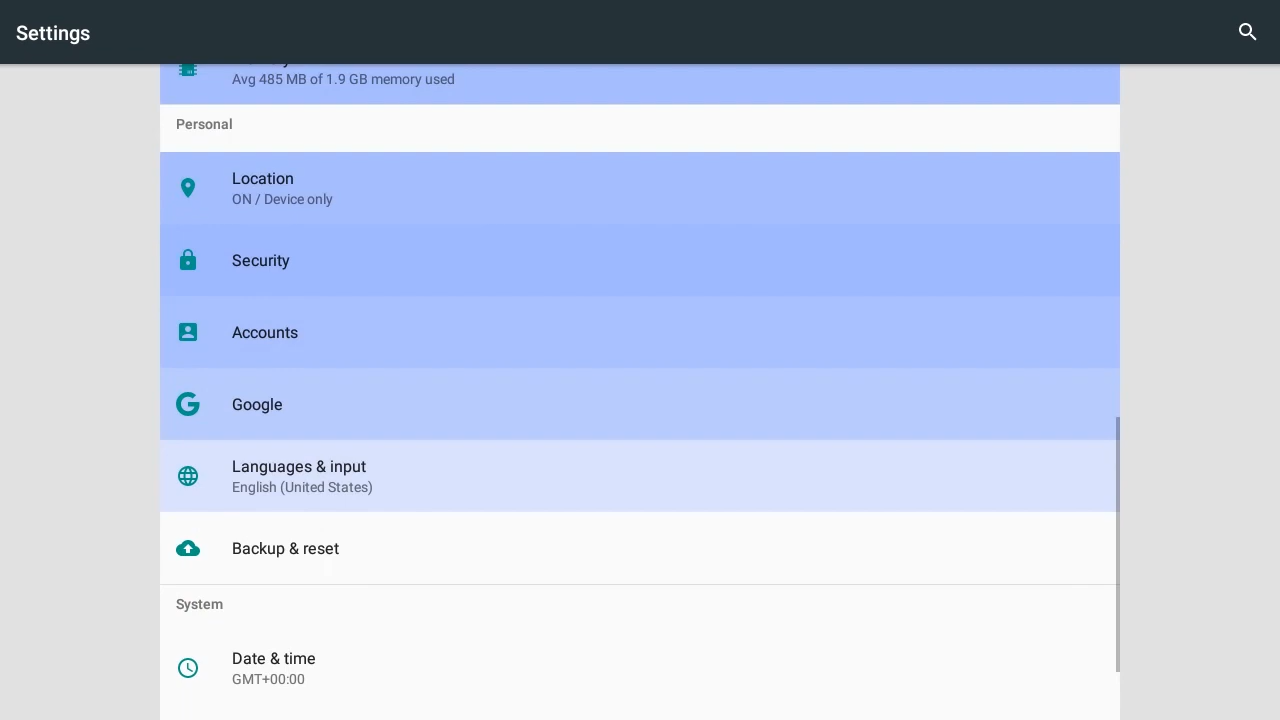 Settings
Avg 485 MB of 1.9 GB memory used
Personal
Location
ON / Device only
Security
Accounts
Google
Languages & input
English (United States)
Backup & reset
System
Date & time
GMT+00:00